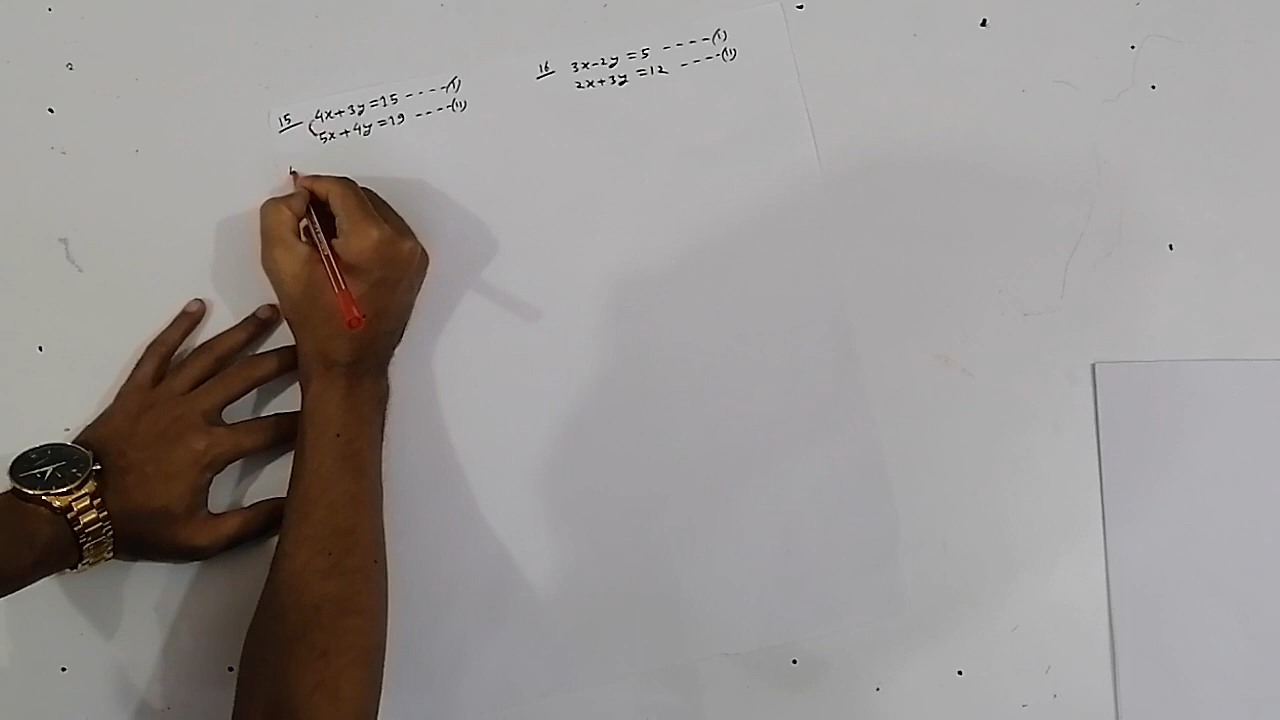 15 4x+3y=15 ----(i)
5x+4y=19 ----(ii)
16 3x-2y=5 ----(i)
2x+3y=12 ----(ii)